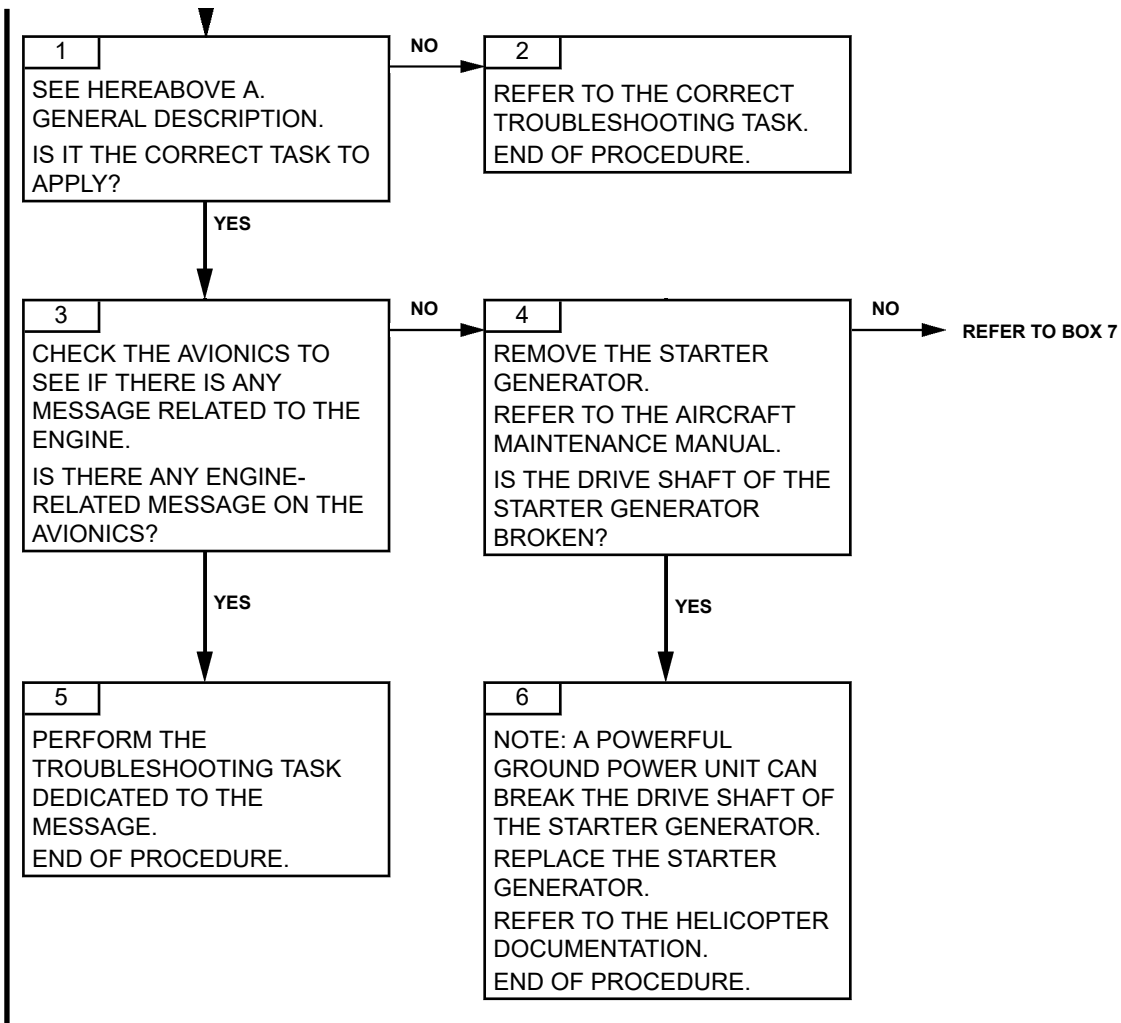 1
SEE HEREABOVE A.
GENERAL DESCRIPTION.
IS IT THE CORRECT TASK TO
APPLY?
NO
2
REFER TO THE CORRECT
TROUBLESHOOTING TASK.
END OF PROCEDURE.
YES
3
CHECK THE AVIONICS TO
SEE IF THERE IS ANY
MESSAGE RELATED TO THE
ENGINE.
IS THERE ANY ENGINE-
RELATED MESSAGE ON THE
AVIONICS?
NO
4
REMOVE THE STARTER
GENERATOR.
REFER TO THE AIRCRAFT
MAINTENANCE MANUAL.
IS THE DRIVE SHAFT OF THE
STARTER GENERATOR
BROKEN?
NO
REFER TO BOX 7
YES
YES
5
PERFORM THE
TROUBLESHOOTING TASK
DEDICATED TO THE
MESSAGE.
END OF PROCEDURE.
6
NOTE: A POWERFUL
GROUND POWER UNIT CAN
BREAK THE DRIVE SHAFT OF
THE STARTER GENERATOR.
REPLACE THE STARTER
GENERATOR.
REFER TO THE HELICOPTER
DOCUMENTATION.
END OF PROCEDURE.